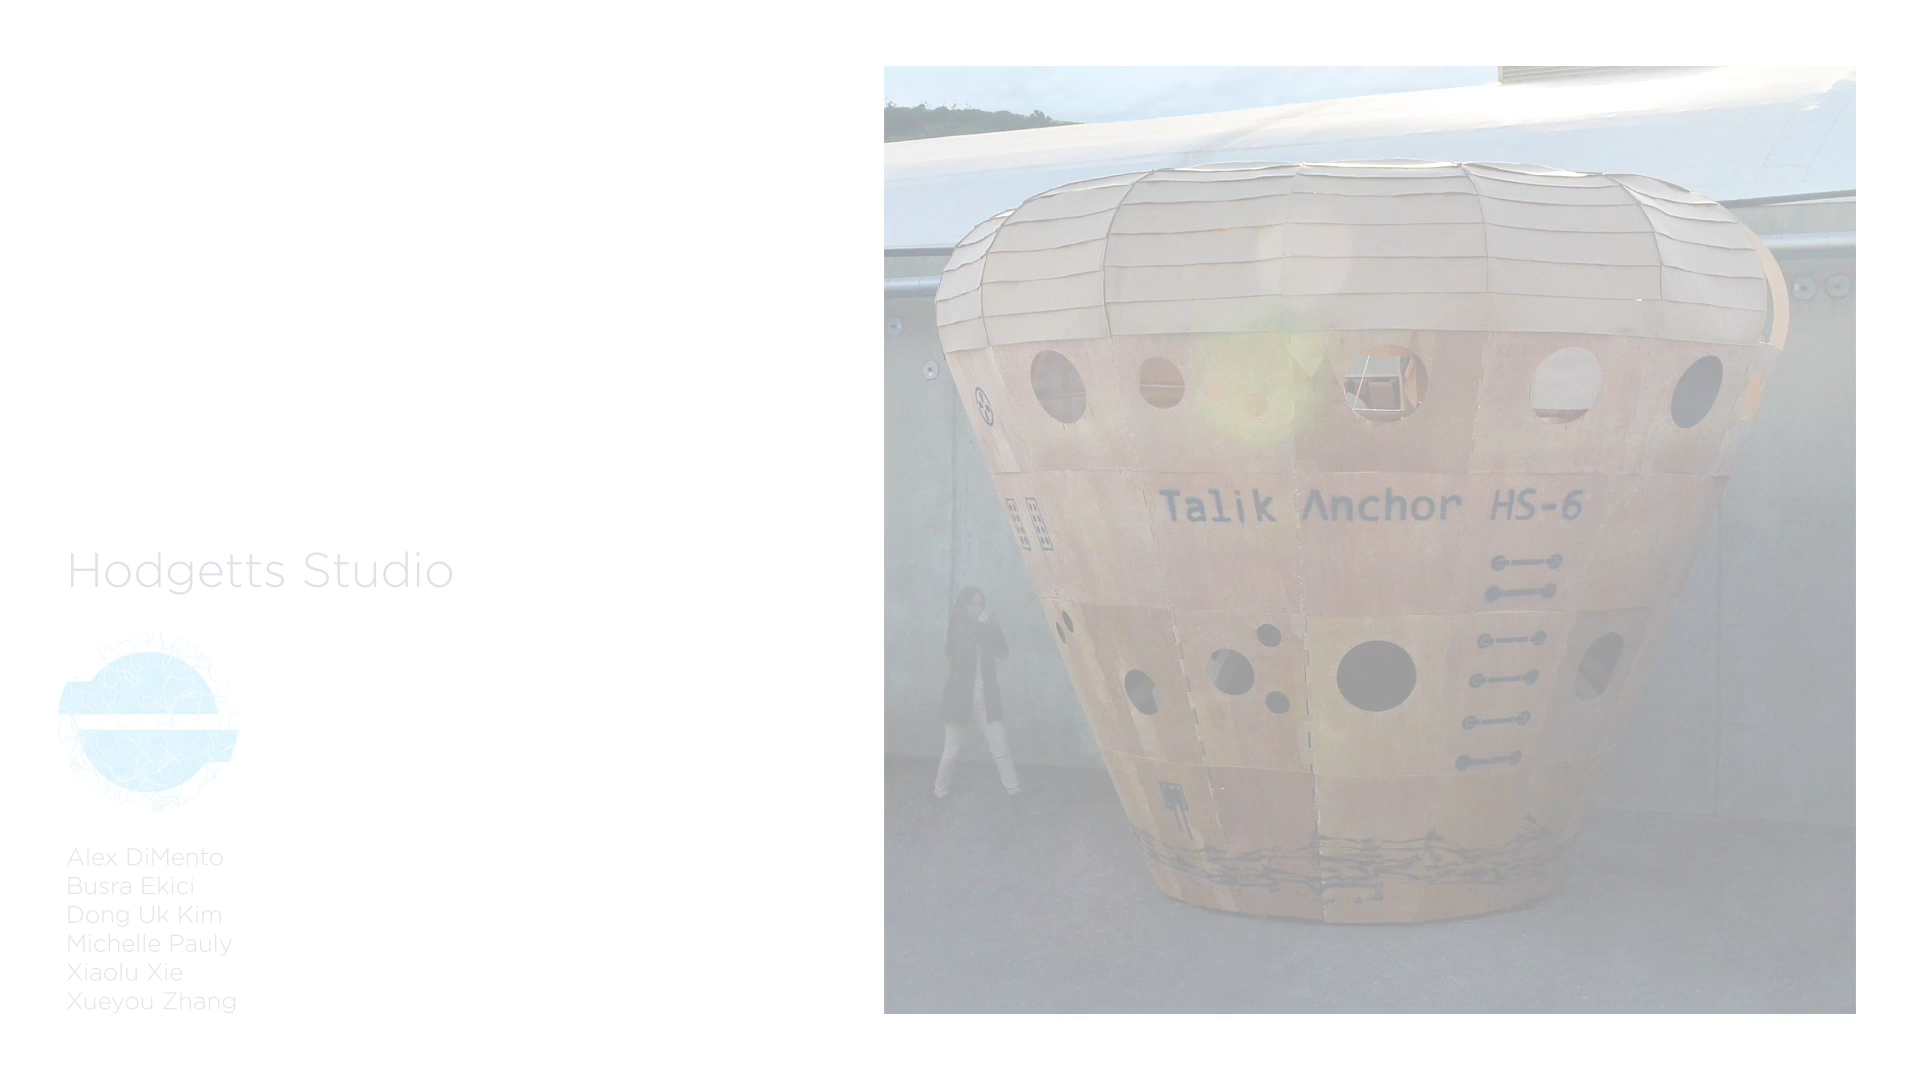 Hodgetts Studio
Alex DiMento
Busra Ekici
Dong Uk Kim
Michelle Pauly
Xiaolu Xie
Xueyou Zhang
Talik Anchor HS-6